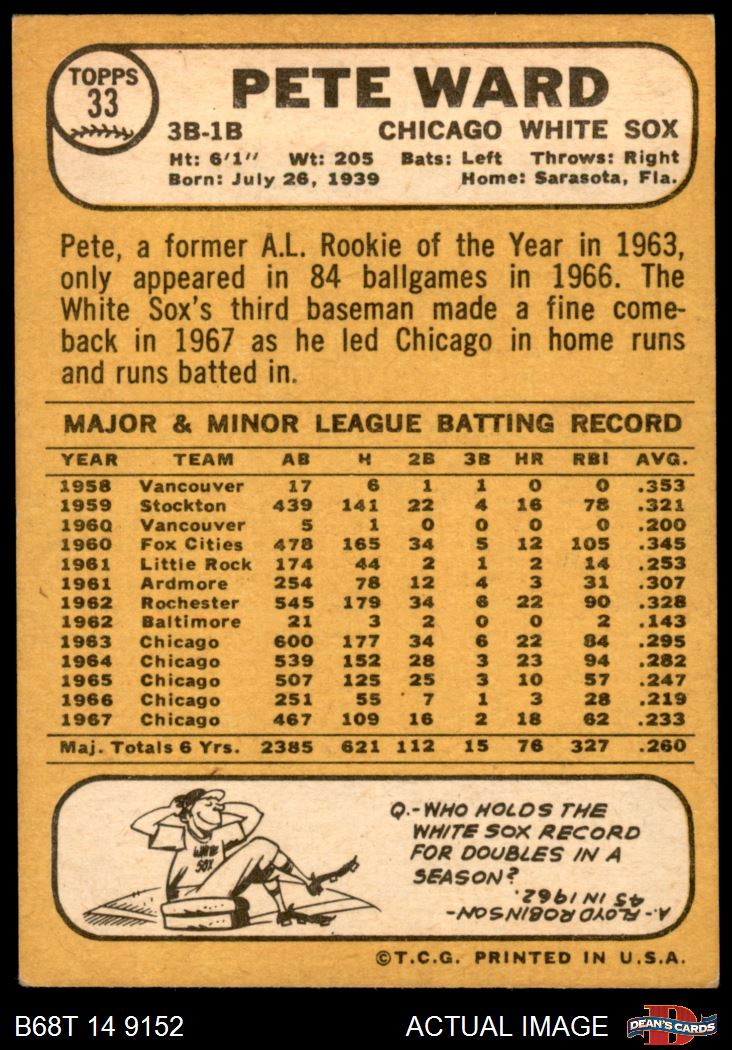 TOPPS
33
PETE WARD
3B-1B CHICAGO WHITE SOX
Ht: 6'1" Wt: 205 Bats: Left Throws: Right
Born: July 26, 1939 Home: Sarasota, Fla.
Pete, a former A.L. Rookie of the Year in 1963,
only appeared in 84 ballgames in 1966. The
White Sox's third baseman made a fine come-
back in 1967 as he led Chicago in home runs
and runs batted in.
MAJOR & MINOR LEAGUE BATTING RECORD
YEAR TEAM AB H 2B 3B HR RBI AVG.
1958 Vancouver 17 6 1 1 0 0 .353
1959 Stockton 439 141 22 4 16 78 .321
1960 Vancouver 5 1 0 0 0 0 .200
1960 Fox Cities 478 165 34 5 12 105 .345
1961 Little Rock 174 44 2 1 2 14 .253
1961 Ardmore 254 78 12 4 3 31 .307
1962 Rochester 545 179 34 6 22 90 .328
1962 Baltimore 21 3 2 0 0 2 .143
1963 Chicago 600 177 34 6 22 84 .295
1964 Chicago 539 152 28 3 23 94 .282
1965 Chicago 507 125 25 3 10 57 .247
1966 Chicago 251 55 7 1 3 28 .219
1967 Chicago 467 109 16 2 18 62 .233
Maj. Totals 6 Yrs. 2385 621 112 15 76 327 .260
WHITE
SOX
Q.-WHO HOLDS THE
WHITE SOX RECORD
FOR DOUBLES IN A
SEASON?
A.-FLOYD ROBINSON-
45 IN 1962.
©T.C.G. PRINTED IN U.S.A.
B68T 14 9152 ACTUAL IMAGE
D
DEAN'S CARDS